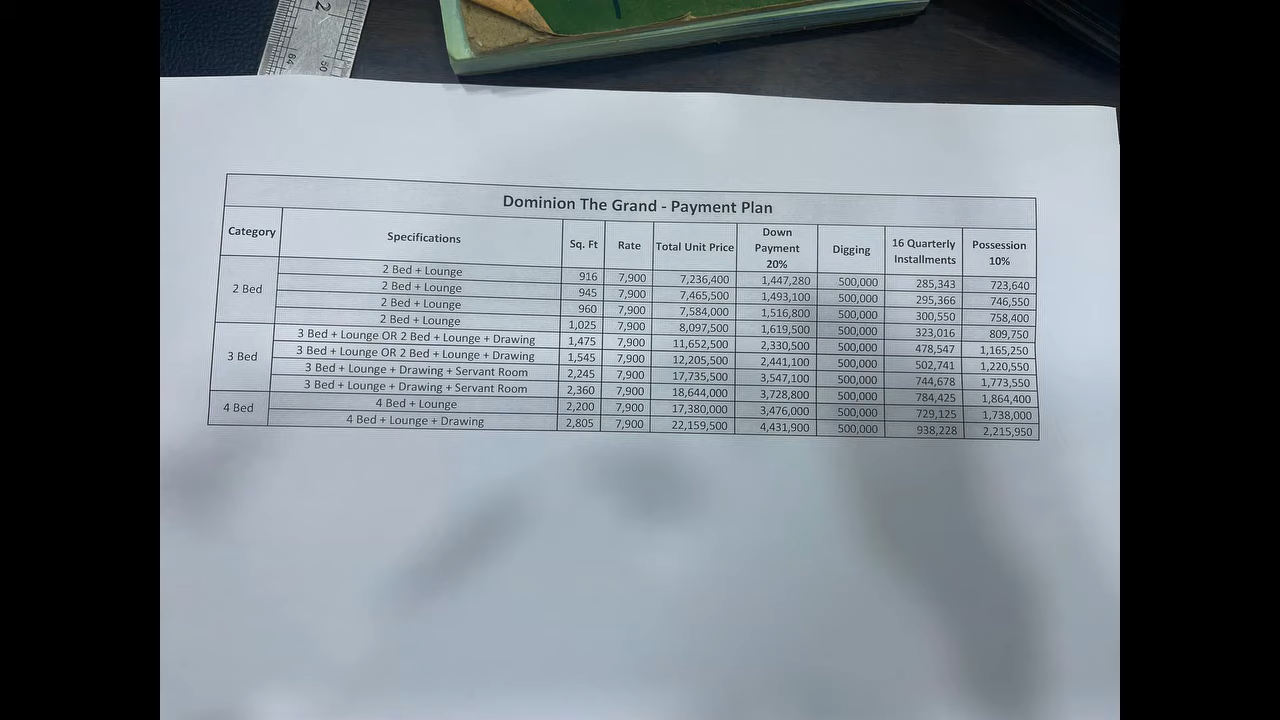 2
64
50
Dominion The Grand - Payment Plan
Category Specifications Sq. Ft Rate Total Unit Price Down Payment 20% Digging 16 Quarterly Installments Possession 10%
2 Bed 2 Bed + Lounge 916 7,900 7,236,400 1,447,280 500,000 285,343 723,640
2 Bed + Lounge 945 7,900 7,465,500 1,493,100 500,000 295,366 746,550
2 Bed + Lounge 960 7,900 7,584,000 1,516,800 500,000 300,550 758,400
2 Bed + Lounge 1,025 7,900 8,097,500 1,619,500 500,000 323,016 809,750
3 Bed 3 Bed + Lounge OR 2 Bed + Lounge + Drawing 1,475 7,900 11,652,500 2,330,500 500,000 478,547 1,165,250
3 Bed + Lounge OR 2 Bed + Lounge + Drawing 1,545 7,900 12,205,500 2,441,100 500,000 502,741 1,220,550
3 Bed + Lounge + Drawing + Servant Room 2,245 7,900 17,735,500 3,547,100 500,000 744,678 1,773,550
3 Bed + Lounge + Drawing + Servant Room 2,360 7,900 18,644,000 3,728,800 500,000 784,425 1,864,400
4 Bed 4 Bed + Lounge 2,200 7,900 17,380,000 3,476,000 500,000 729,125 1,738,000
4 Bed + Lounge + Drawing 2,805 7,900 22,159,500 4,431,900 500,000 938,228 2,215,950